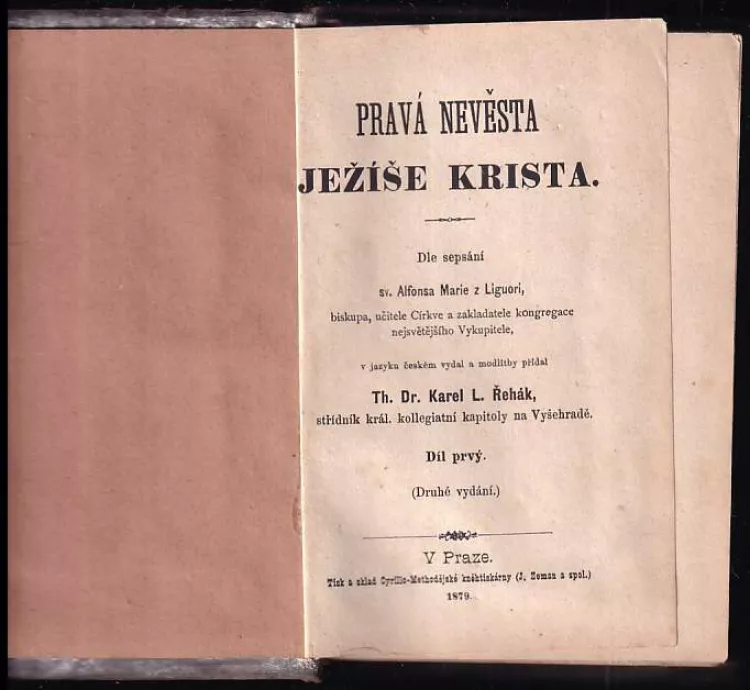 PRAVÁ NEVĚSTA
JEŽÍŠE KRISTA.
Dle sepsání
sv. Alfonsa Marie z Liguori,
biskupa, učitele Církve a zakladatele kongregace
nejsvětějšího Vykupitele,
v jazyku českém vydal a modlitby přidal
Th. Dr. Karel L. Řehák,
střídník král. kollegiatní kapitoly na Vyšehradě.
Díl prvý.
(Druhé vydání.)
V Praze.
Tisk a sklad Cyrillo-Methodějské kněhtiskárny (J. Zeman a spol.)
1879.